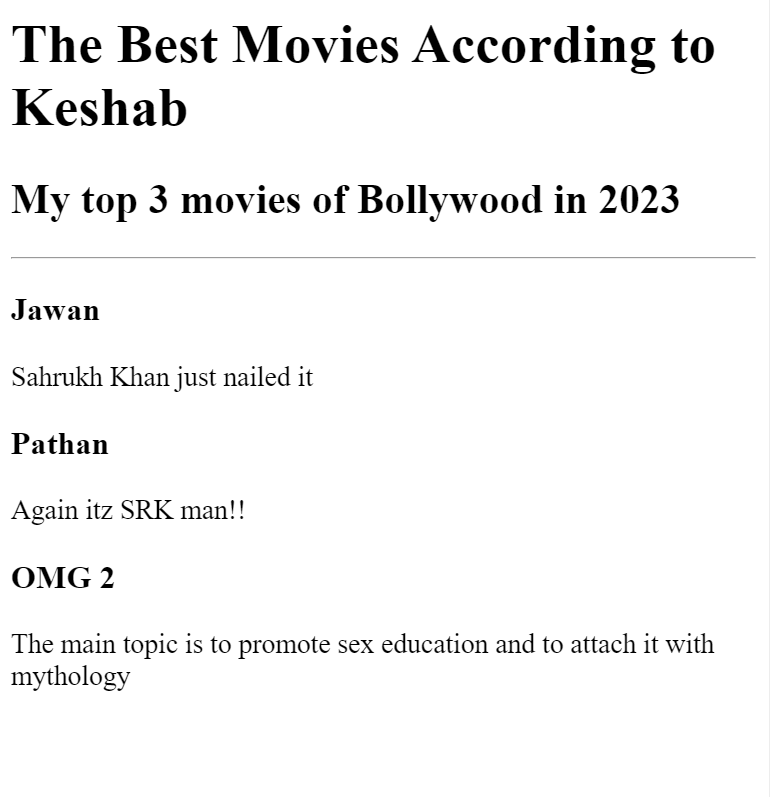 The Best Movies According to
Keshab
My top 3 movies of Bollywood in 2023
Jawan
Sahrukh Khan just nailed it
Pathan
Again itz SRK man!!
OMG 2
The main topic is to promote sex education and to attach it with
mythology